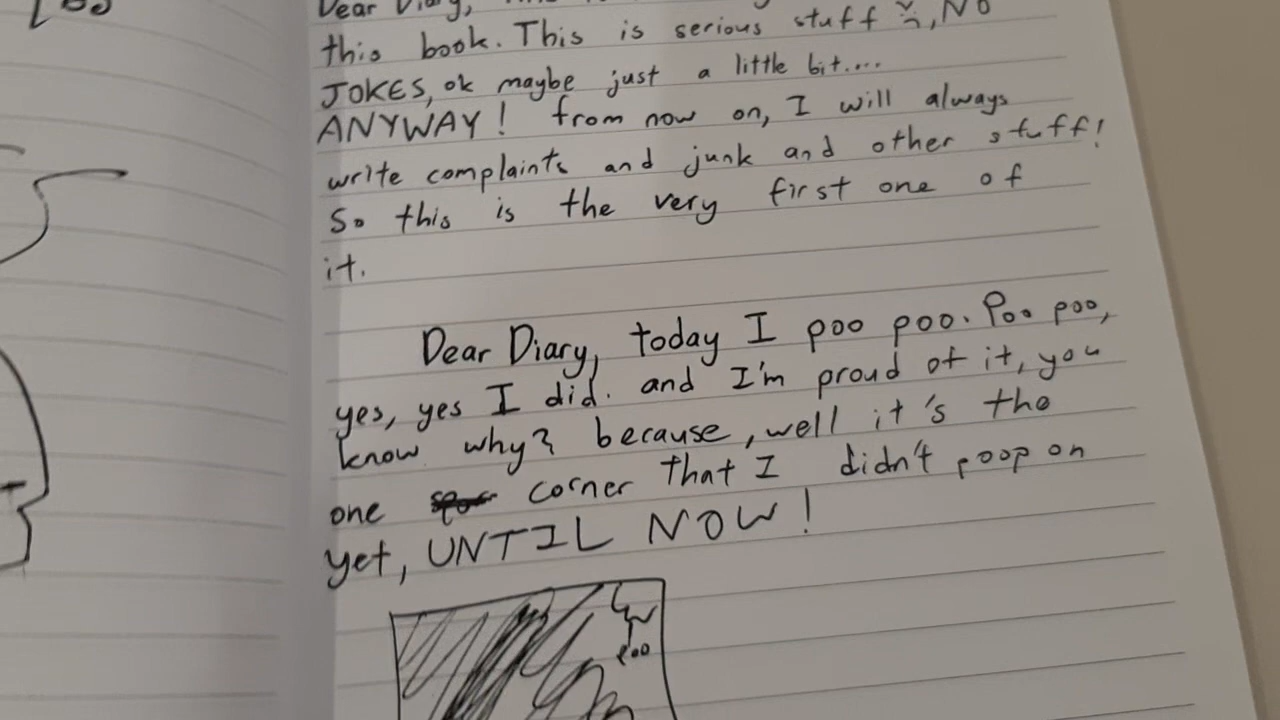 Dear Diary,
this book. This is serious stuff, NO
JOKES, ok maybe just a little bit....
ANYWAY! from now on, I will always
write complaints and junk and other stuff!
So this is the very first one of
it.
Dear Diary, today I poo poo. Poo poo,
yes, yes I did. and I'm proud of it, you
know why? because, well it's the
one corner that I didn't poop on
yet, UNTIL NOW!
Poo